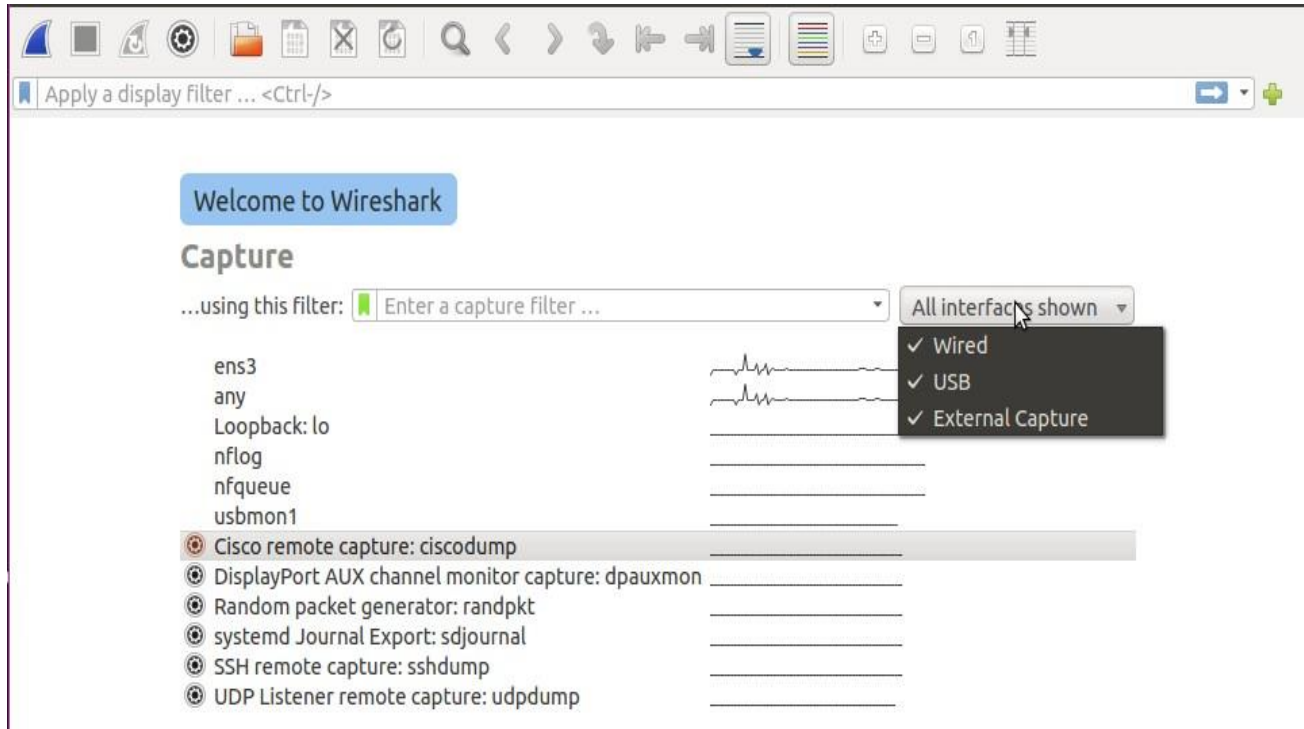 Apply a display filter ... <Ctrl-/>
Welcome to Wireshark
Capture
...using this filter: Enter a capture filter ... All interfaces shown
Wired
USB
External Capture
ens3
any
Loopback: lo
nflog
nfqueue
usbmon1
Cisco remote capture: ciscodump
DisplayPort AUX channel monitor capture: dpauxmon
Random packet generator: randpkt
systemd Journal Export: sdjournal
SSH remote capture: sshdump
UDP Listener remote capture: udpdump